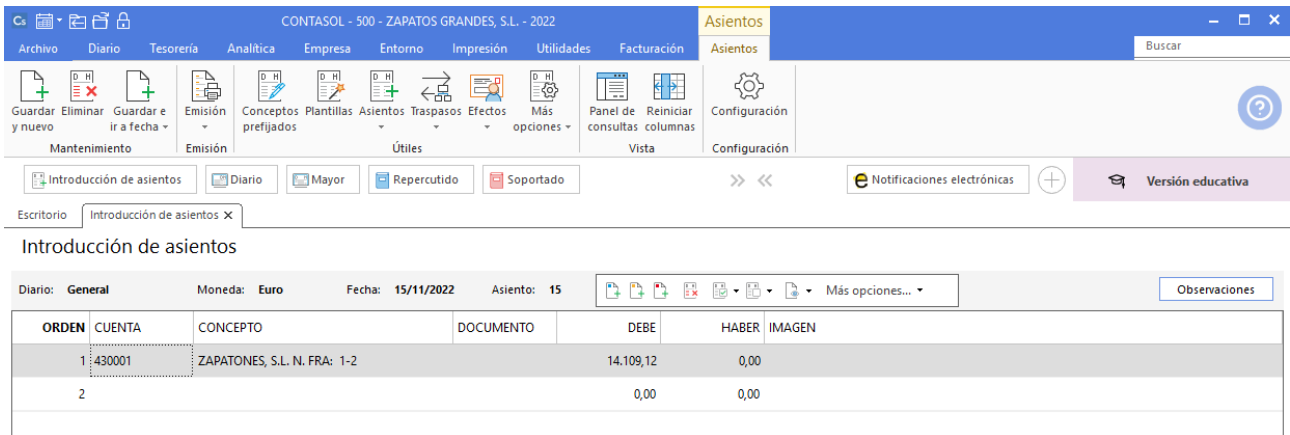 Cs CONTASOL - 500 - ZAPATOS GRANDES, S.L. - 2022 Asientos
Archivo Diario Tesorería Analítica Empresa Entorno Impresión Utilidades Facturación Asientos Buscar
D H D H D H D H D H
Guardar Eliminar Guardar e Emisión Conceptos Plantillas Asientos Traspasos Efectos Más Panel de Reiniciar Configuración
y nuevo ir a fecha prefijados opciones consultas columnas
Mantenimiento Emisión Útiles Vista Configuración
Introducción de asientos Diario Mayor Repercutido Soportado e Notificaciones electrónicas Versión educativa
Escritorio Introducción de asientos X
Introducción de asientos
Diario: General Moneda: Euro Fecha: 15/11/2022 Asiento: 15 Más opciones... Observaciones
ORDEN CUENTA CONCEPTO DOCUMENTO DEBE HABER IMAGEN
1 430001 ZAPATONES, S.L. N. FRA: 1-2 14.109,12 0,00
2 0,00 0,00